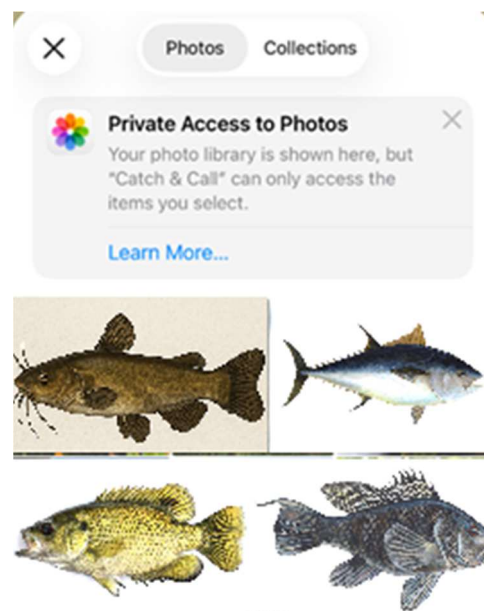 Photos Collections
Private Access to Photos
Your photo library is shown here, but
“Catch & Call” can only access the
items you select.
Learn More...